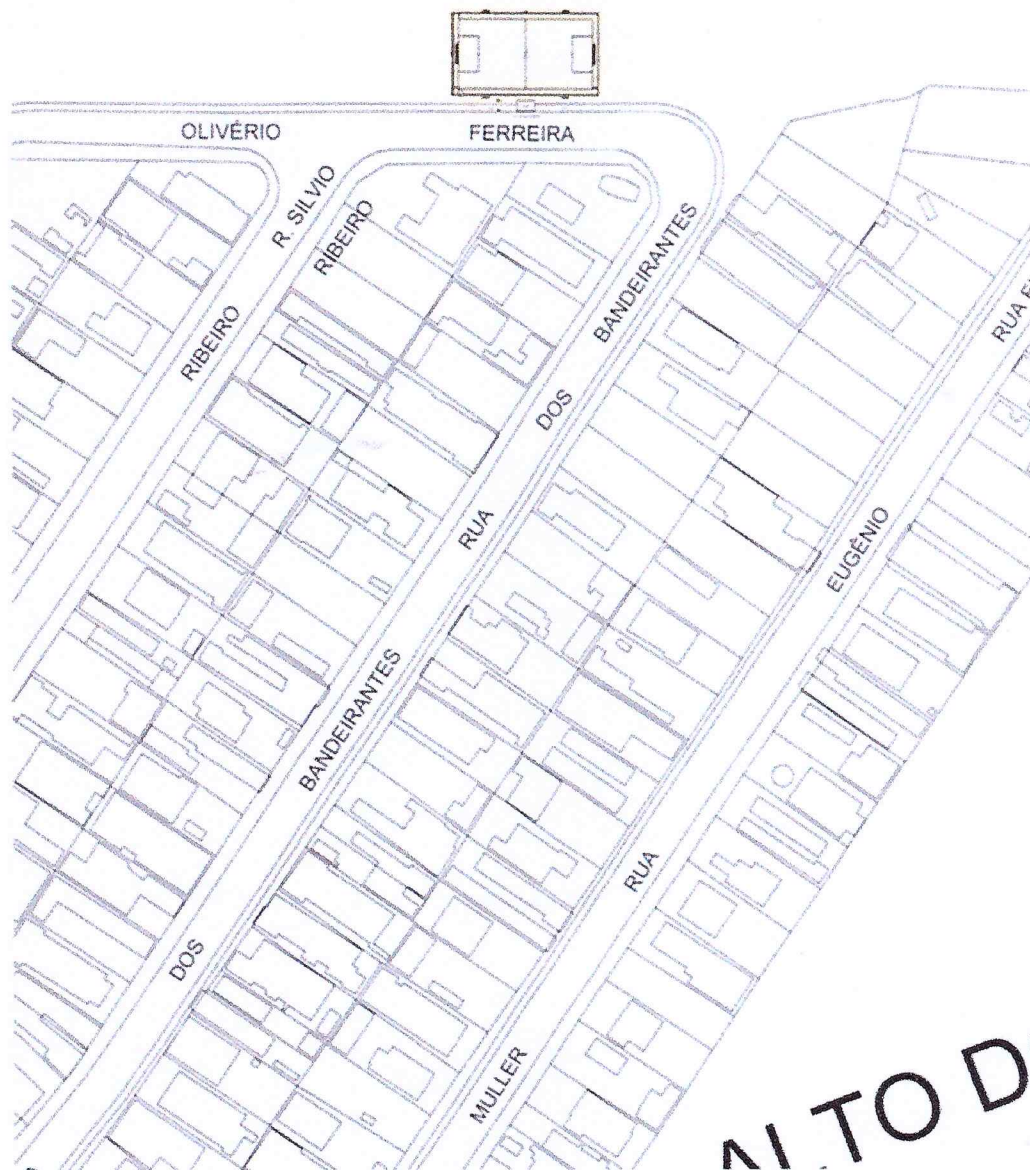 OLIVÉRIO FERREIRA
R. SILVIO
RIBEIRO
RIBEIRO
RUA DOS BANDEIRANTES
DOS BANDEIRANTES
RUA
EUGÊNIO
RUA
MULLER
ALTO